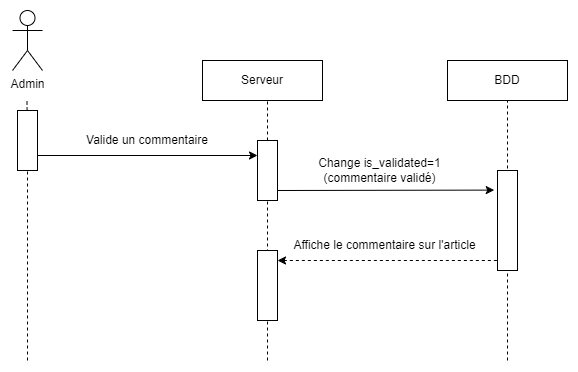 Admin
Serveur
BDD
Valide un commentaire
Change is_validated=1
(commentaire validé)
Affiche le commentaire sur l'article